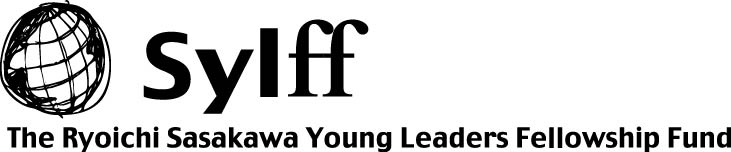 Sylff
The Ryoichi Sasakawa Young Leaders Fellowship Fund